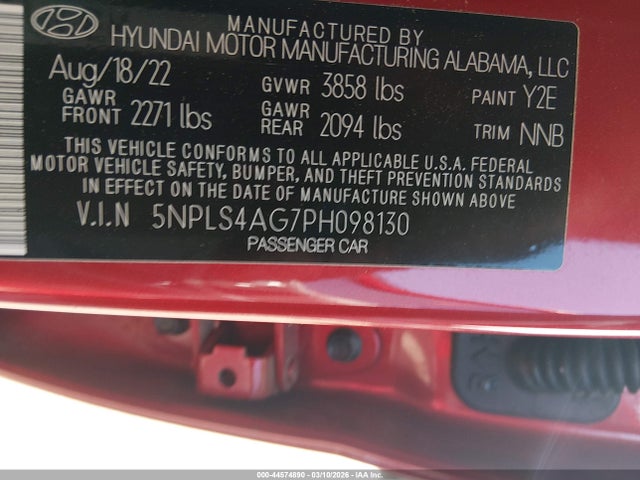 MANUFACTURED BY
HYUNDAI MOTOR MANUFACTURING ALABAMA, LLC
Aug/18/22 GVWR 3858 lbs PAINT Y2E
GAWR FRONT 2271 lbs GAWR REAR 2094 lbs TRIM NNB
THIS VEHICLE CONFORMS TO ALL APPLICABLE U.S.A. FEDERAL
MOTOR VEHICLE SAFETY, BUMPER, AND THEFT PREVENTION STANDARDS
IN EFFECT ON THE DATE OF MANUFACTURE SHOWN ABOVE.
V.I.N 5NPLS4AG7PH098130
PASSENGER CAR
000-44574890 - 03/10/2026 - IAA Inc.